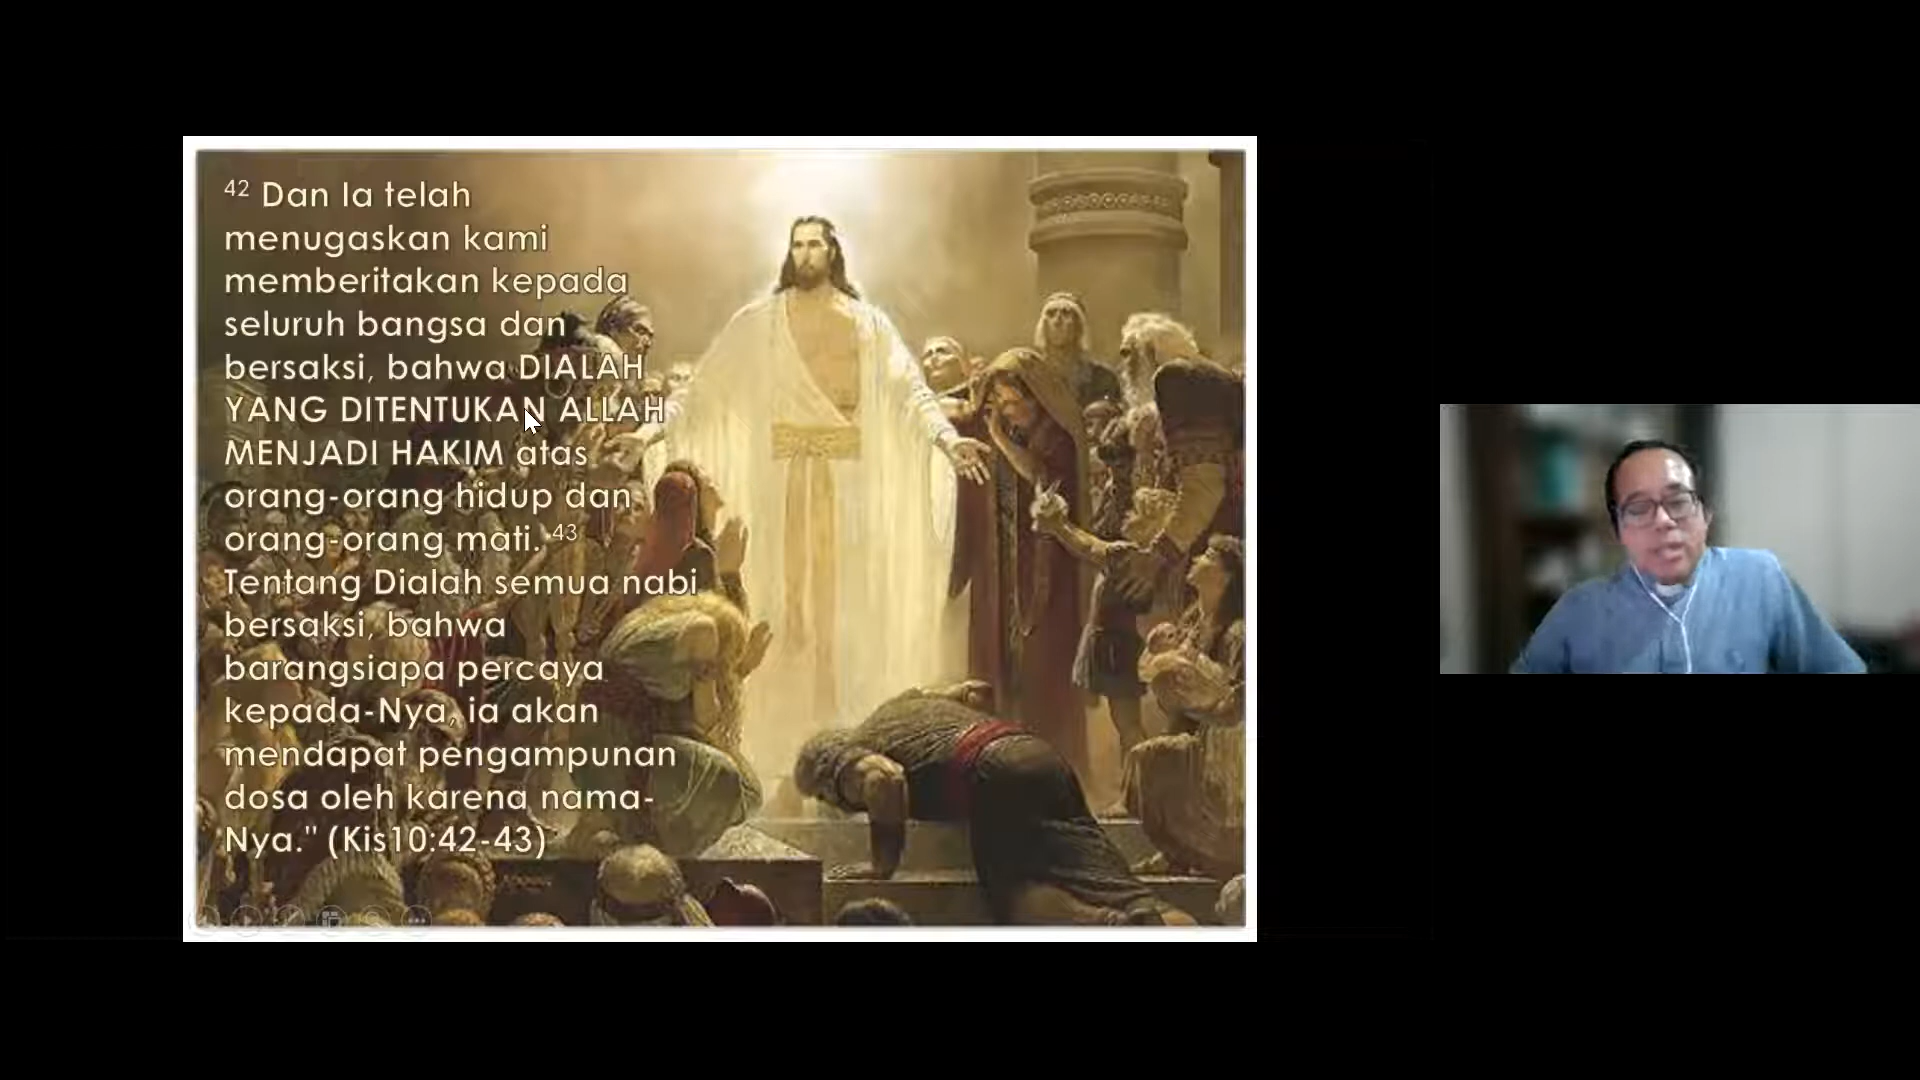 42 Dan Ia telah
menugaskan kami
memberitakan kepada
seluruh bangsa dan
bersaksi, bahwa DIALAH
YANG DITENTUKAN ALLAH
MENJADI HAKIM atas
orang-orang hidup dan
orang-orang mati. 43
Tentang Dialah semua nabi
bersaksi, bahwa
barangsiapa percaya
kepada-Nya, ia akan
mendapat pengampunan
dosa oleh karena nama-
Nya." (Kis10:42-43)